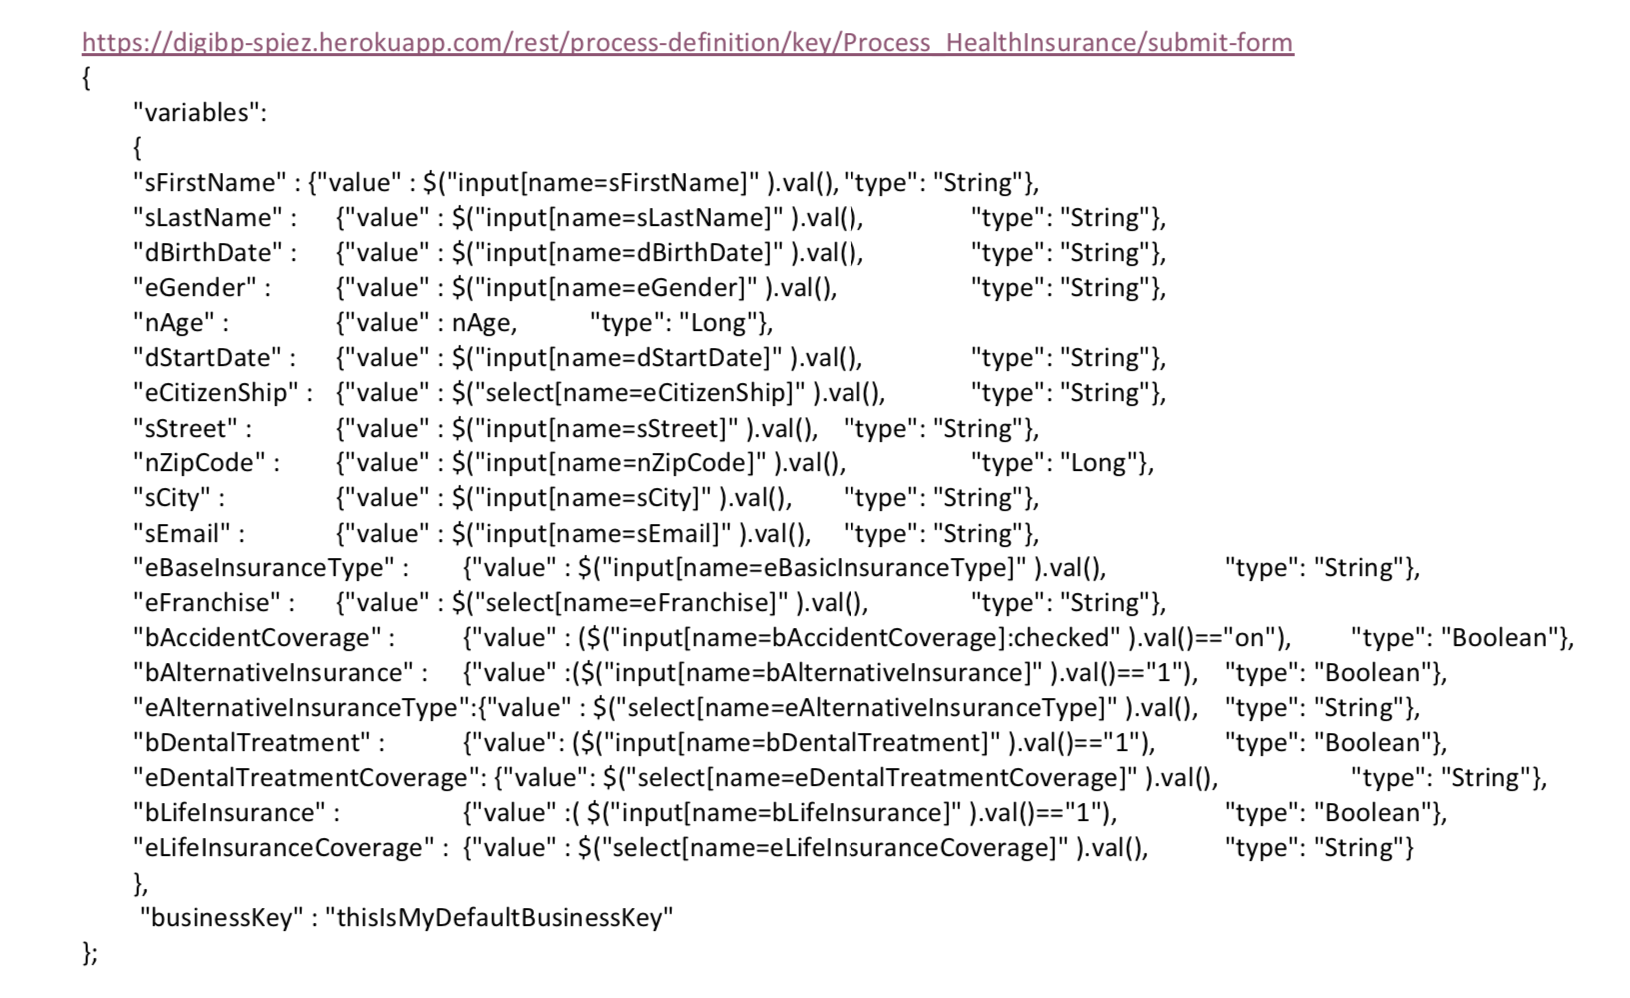 https://digibp-spiez.herokuapp.com/rest/process-definition/key/Process_HealthInsurance/submit-form
{
"variables":
{
"sFirstName" : {"value" : $("input[name=sFirstName]" ).val(), "type": "String"},
"sLastName" : {"value" : $("input[name=sLastName]" ).val(), "type": "String"},
"dBirthDate" : {"value" : $("input[name=dBirthDate]" ).val(), "type": "String"},
"eGender" : {"value" : $("input[name=eGender]" ).val(), "type": "String"},
"nAge" : {"value" : nAge, "type": "Long"},
"dStartDate" : {"value" : $("input[name=dStartDate]" ).val(), "type": "String"},
"eCitizenShip" : {"value" : $("select[name=eCitizenShip]" ).val(), "type": "String"},
"sStreet" : {"value" : $("input[name=sStreet]" ).val(), "type": "String"},
"nZipCode" : {"value" : $("input[name=nZipCode]" ).val(), "type": "Long"},
"sCity" : {"value" : $("input[name=sCity]" ).val(), "type": "String"},
"sEmail" : {"value" : $("input[name=sEmail]" ).val(), "type": "String"},
"eBaseInsuranceType" : {"value" : $("input[name=eBasicInsuranceType]" ).val(), "type": "String"},
"eFranchise" : {"value" : $("select[name=eFranchise]" ).val(), "type": "String"},
"bAccidentCoverage" : {"value" : ($("input[name=bAccidentCoverage]:checked" ).val()=="on"), "type": "Boolean"},
"bAlternativeInsurance" : {"value" :($("input[name=bAlternativeInsurance]" ).val()=="1"), "type": "Boolean"},
"eAlternativeInsuranceType":{"value" : $("select[name=eAlternativeInsuranceType]" ).val(), "type": "String"},
"bDentalTreatment" : {"value": ($("input[name=bDentalTreatment]" ).val()=="1"), "type": "Boolean"},
"eDentalTreatmentCoverage": {"value": $("select[name=eDentalTreatmentCoverage]" ).val(), "type": "String"},
"bLifeInsurance" : {"value" :( $("input[name=bLifeInsurance]" ).val()=="1"), "type": "Boolean"},
"eLifeInsuranceCoverage" : {"value" : $("select[name=eLifeInsuranceCoverage]" ).val(), "type": "String"}
},
"businessKey" : "thisIsMyDefaultBusinessKey"
};